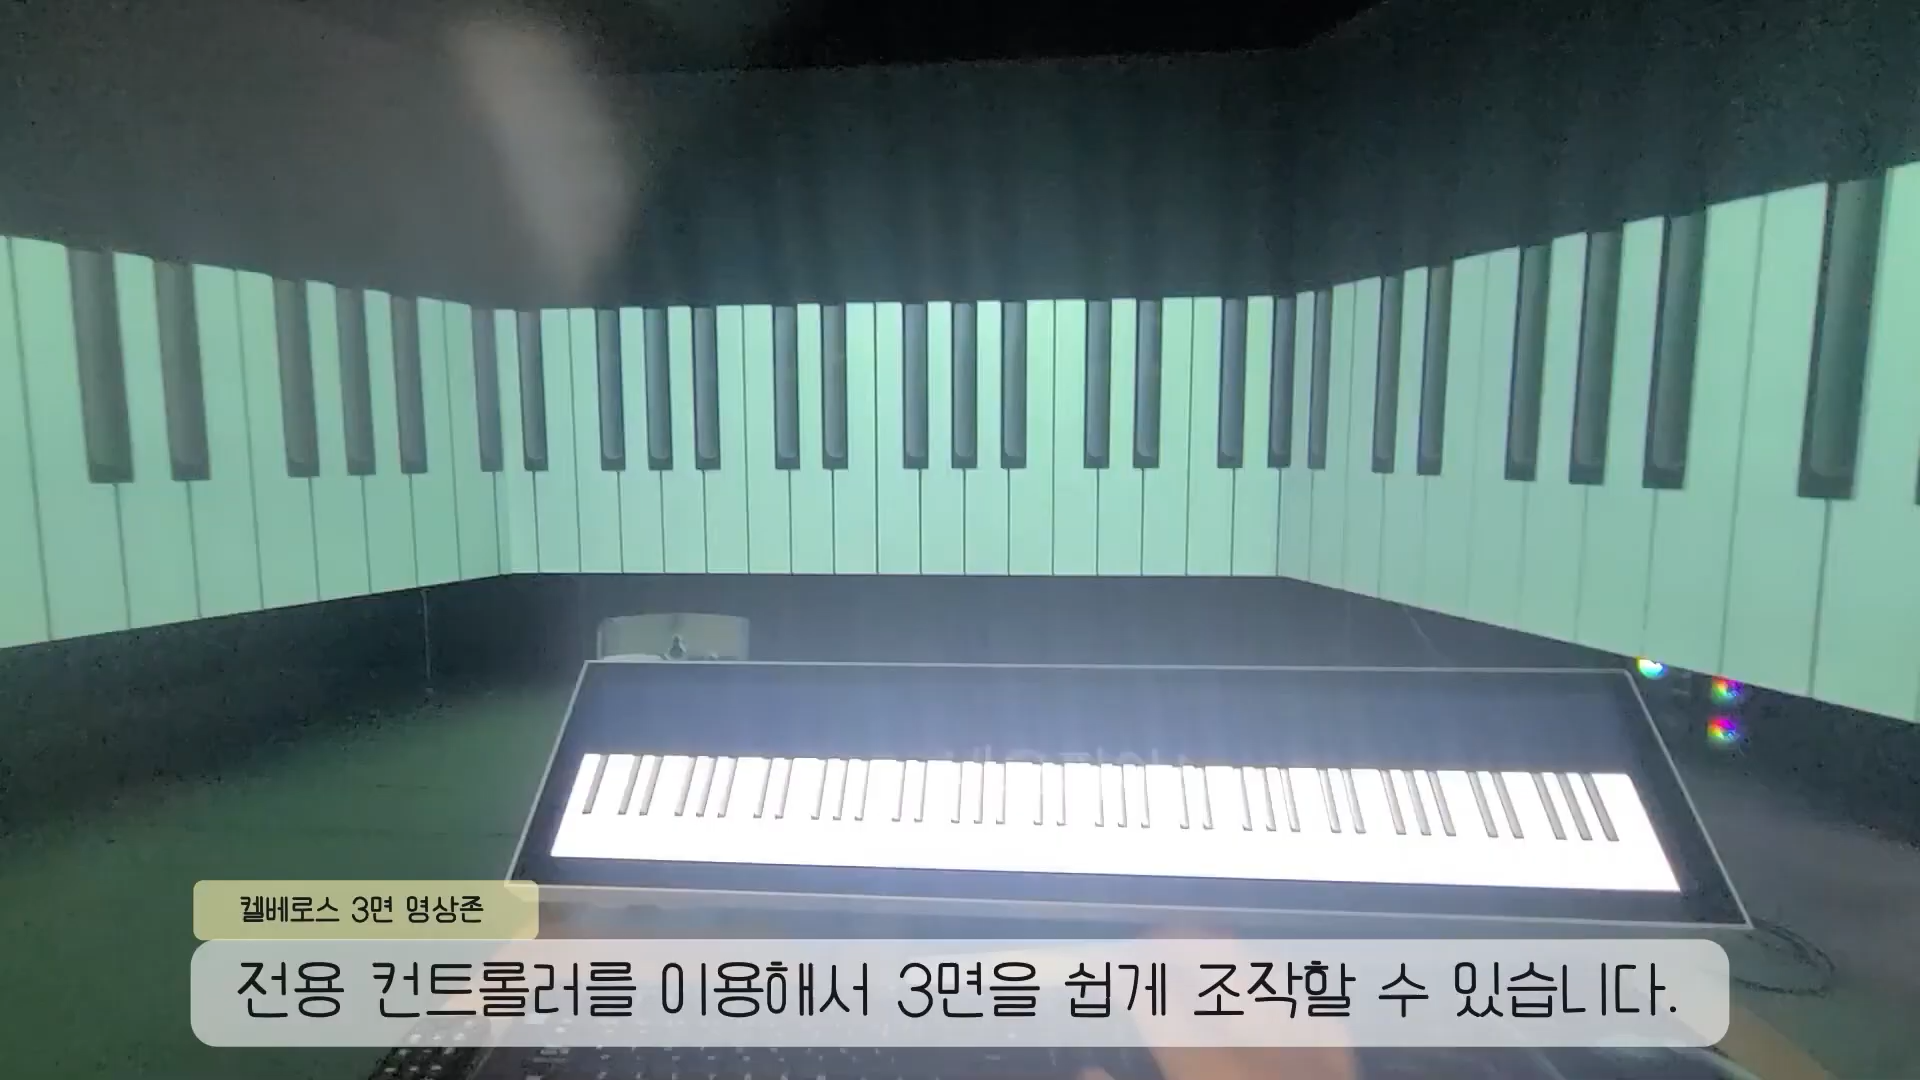 켈베로스 3면 영상존
전용 컨트롤러를 이용해서 3면을 쉽게 조작할 수 있습니다.